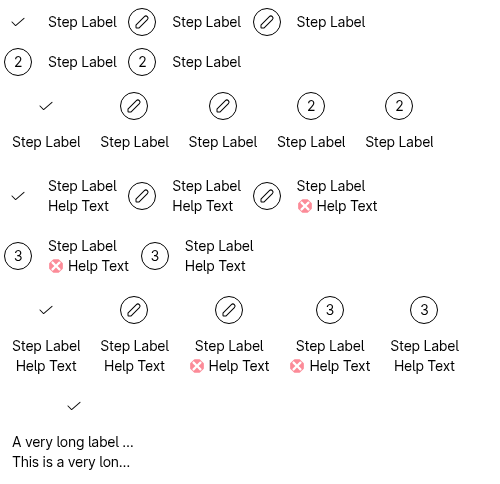 Step Label Step Label Step Label
2 Step Label 2 Step Label
2 2
Step Label Step Label Step Label Step Label Step Label
Step Label Step Label Step Label
Help Text Help Text Help Text
3 Step Label 3 Step Label
Help Text Help Text
3 3
Step Label Step Label Step Label Step Label Step Label
Help Text Help Text Help Text Help Text Help Text
A very long label ...
This is a very lon...